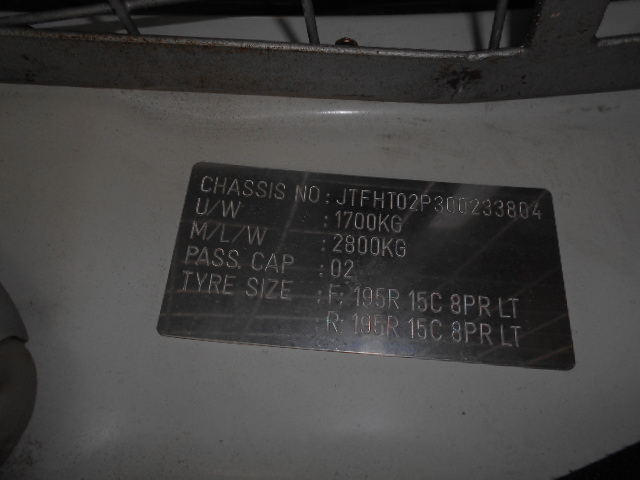 CHASSIS NO : JTFHT02P300233804
U/W : 1700KG
M/L/W : 2800KG
PASS. CAP : 02
TYRE SIZE : F: 195R 15C 8PR LT
: R: 195R 15C 8PR LT